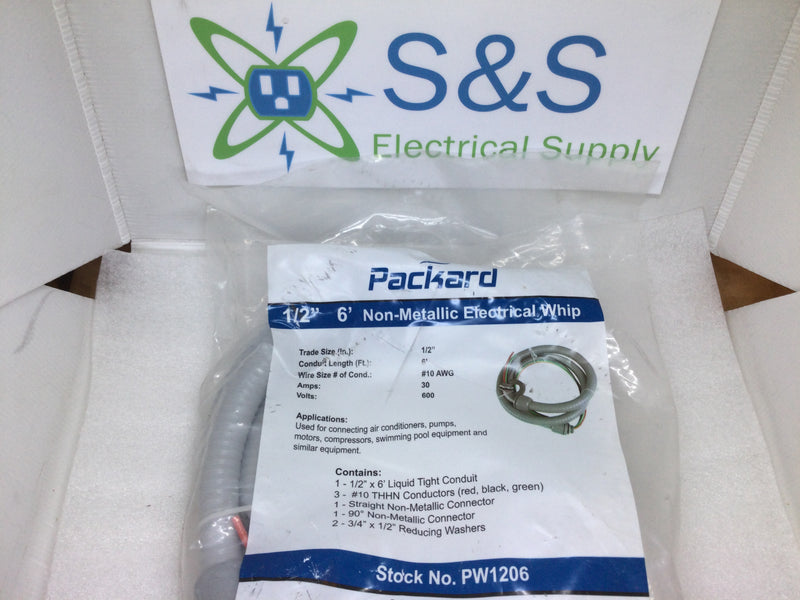 S&S
Electrical Supply
Packard
1/2" 6' Non-Metallic Electrical Whip
Trade Size (In.): 1/2"
Conduit Length (Ft.): 6'
Wire Size # of Cond.: #10 AWG
Amps: 30
Volts: 600
Applications:
Used for connecting air conditioners, pumps,
motors, compressors, swimming pool equipment and
similar equipment.
Contains:
1 - 1/2" x 6' Liquid Tight Conduit
3 - #10 THHN Conductors (red, black, green)
1 - Straight Non-Metallic Connector
1 - 90° Non-Metallic Connector
2 - 3/4" x 1/2" Reducing Washers
Stock No. PW1206